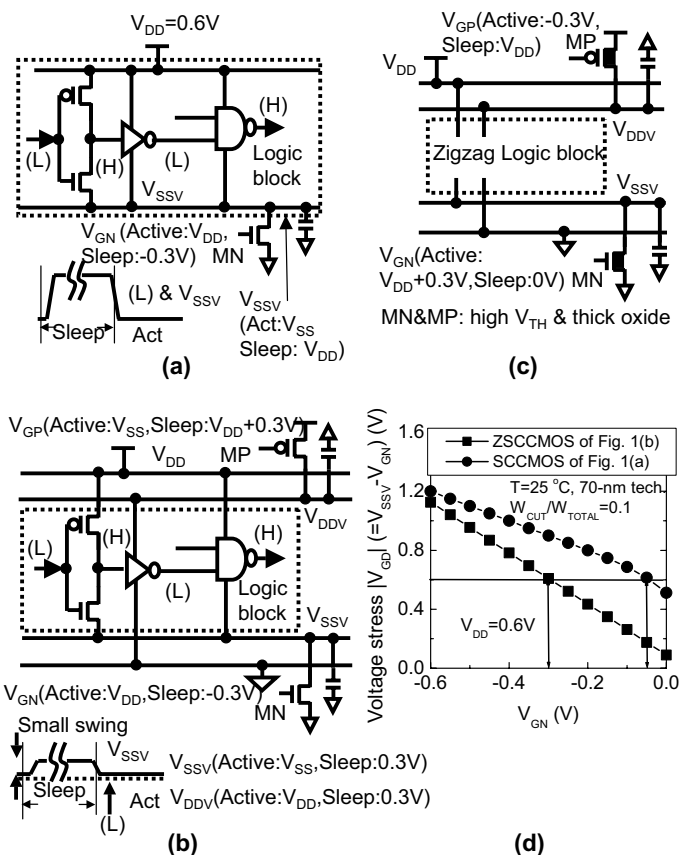 V_DD=0.6V
(L)
(H)
(L)
(H)
Logic
block
V_SSV
V_GN(Active:V_DD,
Sleep:-0.3V)
MN
(L) & V_SSV
Sleep
Act
V_SSV
(Act:V_SS
Sleep: V_DD)
(a)
V_GP(Active:-0.3V,
Sleep:V_DD)
MP
V_DD
V_DDV
Zigzag Logic block
V_SSV
V_GN(Active:
V_DD+0.3V,Sleep:0V)
MN
MN&MP: high V_TH & thick oxide
(c)
V_GP(Active:V_SS,Sleep:V_DD+0.3V)
MP
V_DD
V_DDV
(L)
(H)
(L)
(H)
Logic
block
V_SSV
V_GN(Active:V_DD,Sleep:-0.3V)
MN
Small swing
V_SSV
Sleep
Act
(L)
V_SSV(Active:V_SS,Sleep:0.3V)
V_DDV(Active:V_DD,Sleep:0.3V)
(b)
Voltage stress |V_GD| (=V_SSV-V_GN) (V)
1.6
1.2
0.8
0.4
0.0
ZSCCMOS of Fig. 1(b)
SCCMOS of Fig. 1(a)
T=25 °C, 70-nm tech.
W_CUT/W_TOTAL=0.1
V_DD=0.6V
-0.6 -0.4 -0.2 0.0
V_GN (V)
(d)